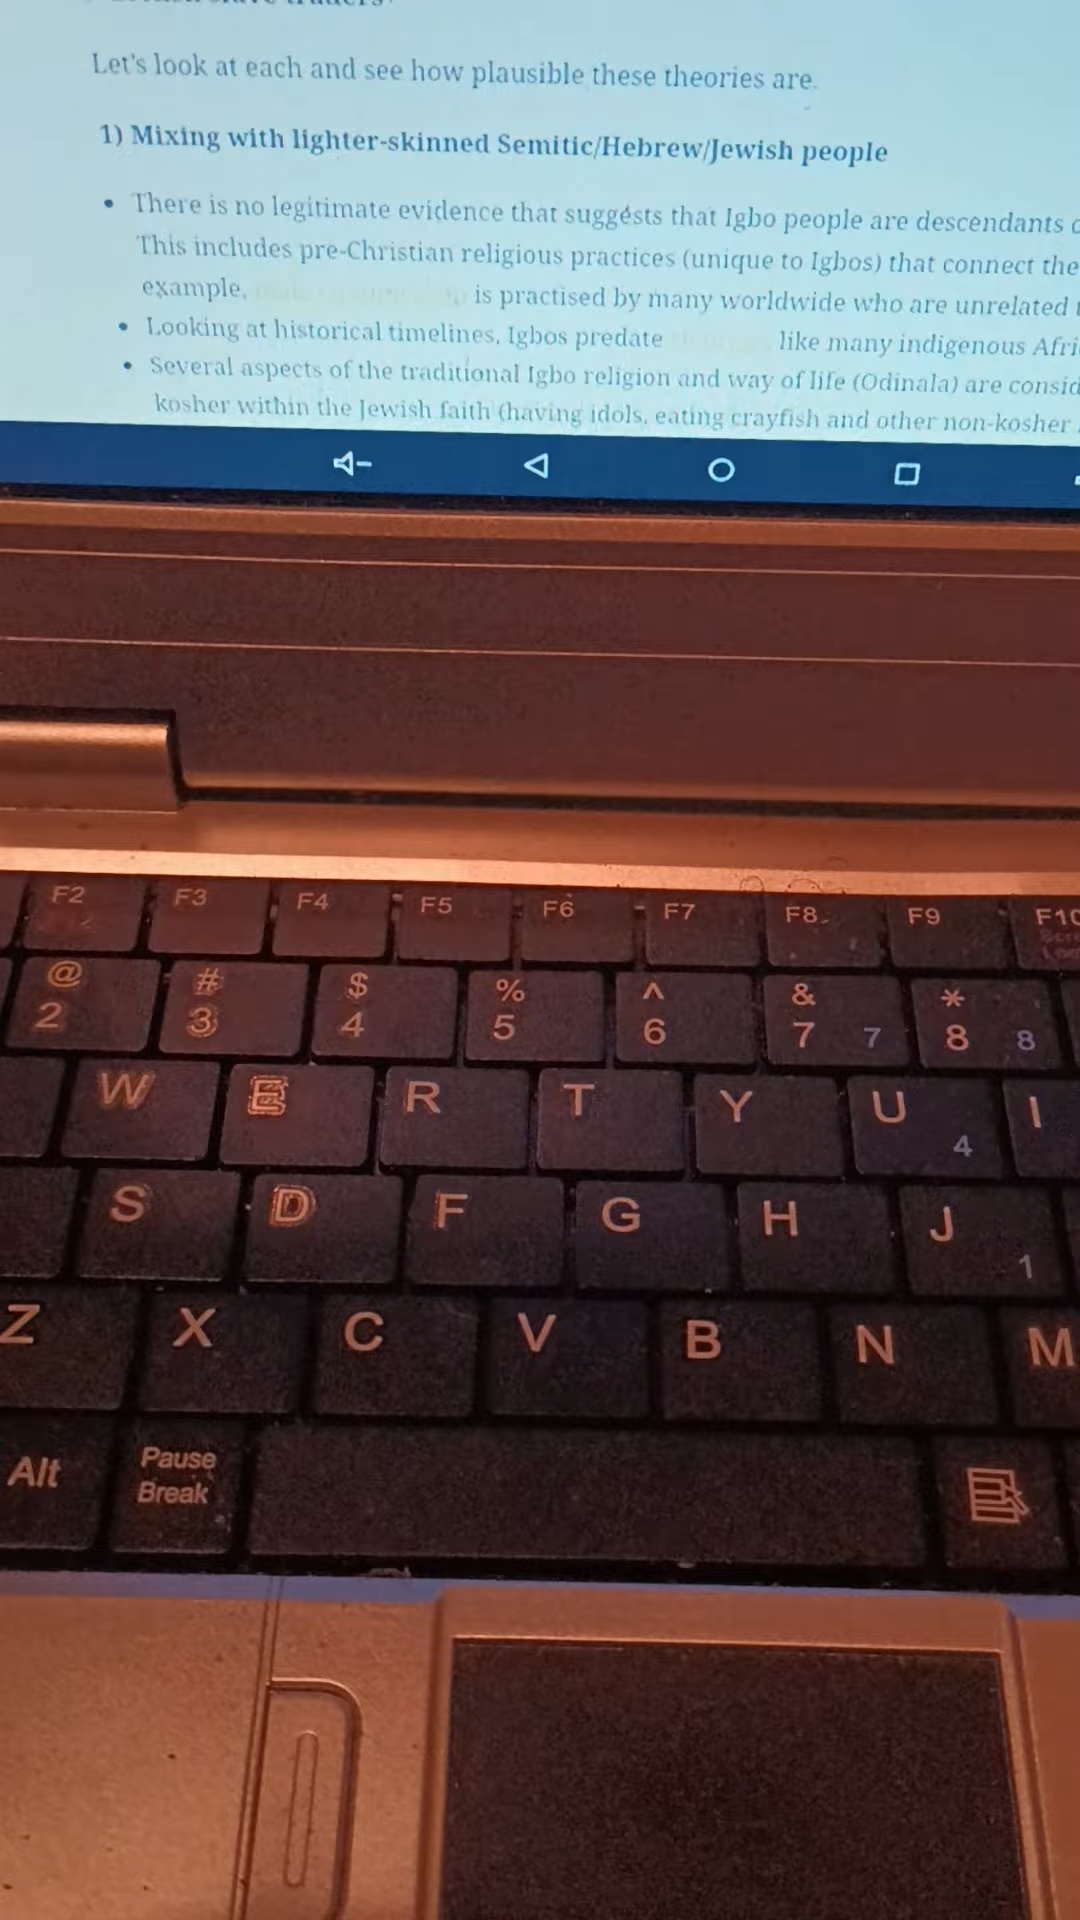 Let's look at each and see how plausible these theories are.
1) Mixing with lighter-skinned Semitic/Hebrew/Jewish people
• There is no legitimate evidence that suggests that Igbo people are descendants
This includes pre-Christian religious practices (unique to Igbos) that connect
example, is practised by many worldwide who are unrelated
• Looking at historical timelines, Igbos predate like many indigenous
• Several aspects of the traditional Igbo religion and way of life (Odinala) are
kosher within the Jewish faith (having idols, eating crayfish and other non-kosher
F2 F3 F4 F5 F6 F7 F8 F9 F10
@ # $ % ^ & *
2 3 4 5 6 7 7 8 8
W E R T Y U 4 I
S D F G H J 1
Z X C V B N M
Alt Pause Break